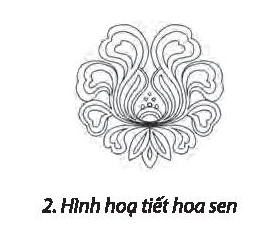 2. Hình hoạ tiết hoa sen